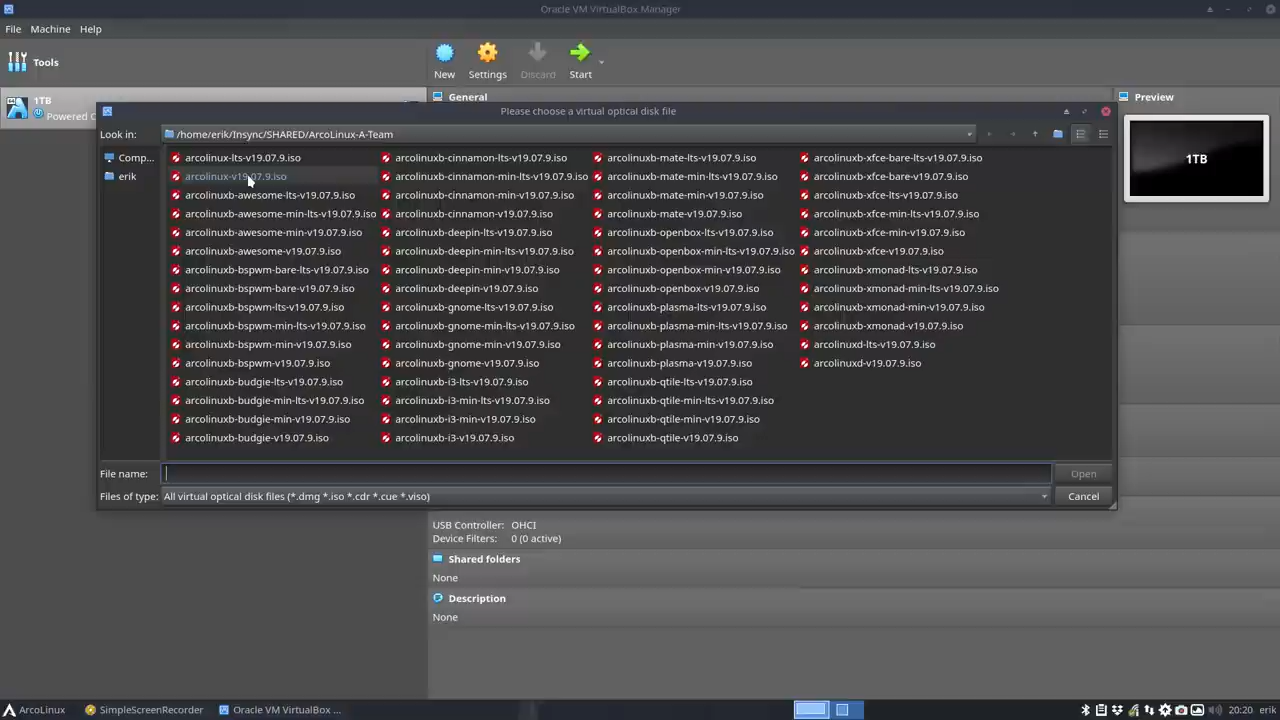 Oracle VM VirtualBox Manager
File Machine Help
Tools
New Settings Discard Start
1TB
Powered
General
Preview
1TB
Please choose a virtual optical disk file
Look in: /home/erik/Insync/SHARED/ArcoLinux-A-Team
Comp...
erik
arcolinux-lts-v19.07.9.iso
arcolinux-v19.07.9.iso
arcolinuxb-awesome-lts-v19.07.9.iso
arcolinuxb-awesome-min-lts-v19.07.9.iso
arcolinuxb-awesome-min-v19.07.9.iso
arcolinuxb-awesome-v19.07.9.iso
arcolinuxb-bspwm-bare-lts-v19.07.9.iso
arcolinuxb-bspwm-bare-v19.07.9.iso
arcolinuxb-bspwm-lts-v19.07.9.iso
arcolinuxb-bspwm-min-lts-v19.07.9.iso
arcolinuxb-bspwm-min-v19.07.9.iso
arcolinuxb-bspwm-v19.07.9.iso
arcolinuxb-budgie-lts-v19.07.9.iso
arcolinuxb-budgie-min-lts-v19.07.9.iso
arcolinuxb-budgie-min-v19.07.9.iso
arcolinuxb-budgie-v19.07.9.iso
arcolinuxb-cinnamon-lts-v19.07.9.iso
arcolinuxb-cinnamon-min-lts-v19.07.9.iso
arcolinuxb-cinnamon-min-v19.07.9.iso
arcolinuxb-cinnamon-v19.07.9.iso
arcolinuxb-deepin-lts-v19.07.9.iso
arcolinuxb-deepin-min-lts-v19.07.9.iso
arcolinuxb-deepin-min-v19.07.9.iso
arcolinuxb-deepin-v19.07.9.iso
arcolinuxb-gnome-lts-v19.07.9.iso
arcolinuxb-gnome-min-lts-v19.07.9.iso
arcolinuxb-gnome-min-v19.07.9.iso
arcolinuxb-gnome-v19.07.9.iso
arcolinuxb-i3-lts-v19.07.9.iso
arcolinuxb-i3-min-lts-v19.07.9.iso
arcolinuxb-i3-min-v19.07.9.iso
arcolinuxb-i3-v19.07.9.iso
arcolinuxb-mate-lts-v19.07.9.iso
arcolinuxb-mate-min-lts-v19.07.9.iso
arcolinuxb-mate-min-v19.07.9.iso
arcolinuxb-mate-v19.07.9.iso
arcolinuxb-openbox-lts-v19.07.9.iso
arcolinuxb-openbox-min-lts-v19.07.9.iso
arcolinuxb-openbox-min-v19.07.9.iso
arcolinuxb-openbox-v19.07.9.iso
arcolinuxb-plasma-lts-v19.07.9.iso
arcolinuxb-plasma-min-lts-v19.07.9.iso
arcolinuxb-plasma-min-v19.07.9.iso
arcolinuxb-plasma-v19.07.9.iso
arcolinuxb-qtile-lts-v19.07.9.iso
arcolinuxb-qtile-min-lts-v19.07.9.iso
arcolinuxb-qtile-min-v19.07.9.iso
arcolinuxb-qtile-v19.07.9.iso
arcolinuxb-xfce-bare-lts-v19.07.9.iso
arcolinuxb-xfce-bare-v19.07.9.iso
arcolinuxb-xfce-lts-v19.07.9.iso
arcolinuxb-xfce-min-lts-v19.07.9.iso
arcolinuxb-xfce-min-v19.07.9.iso
arcolinuxb-xfce-v19.07.9.iso
arcolinuxb-xmonad-lts-v19.07.9.iso
arcolinuxb-xmonad-min-lts-v19.07.9.iso
arcolinuxb-xmonad-min-v19.07.9.iso
arcolinuxb-xmonad-v19.07.9.iso
arcolinuxd-lts-v19.07.9.iso
arcolinuxd-v19.07.9.iso
File name: Open
Files of type: All virtual optical disk files (*.dmg *.iso *.cdr *.cue *.viso) Cancel
USB Controller: OHCI
Device Filters: 0 (0 active)
Shared folders
None
Description
None
ArcoLinux SimpleScreenRecorder Oracle VM VirtualBox ... 20:20 erik